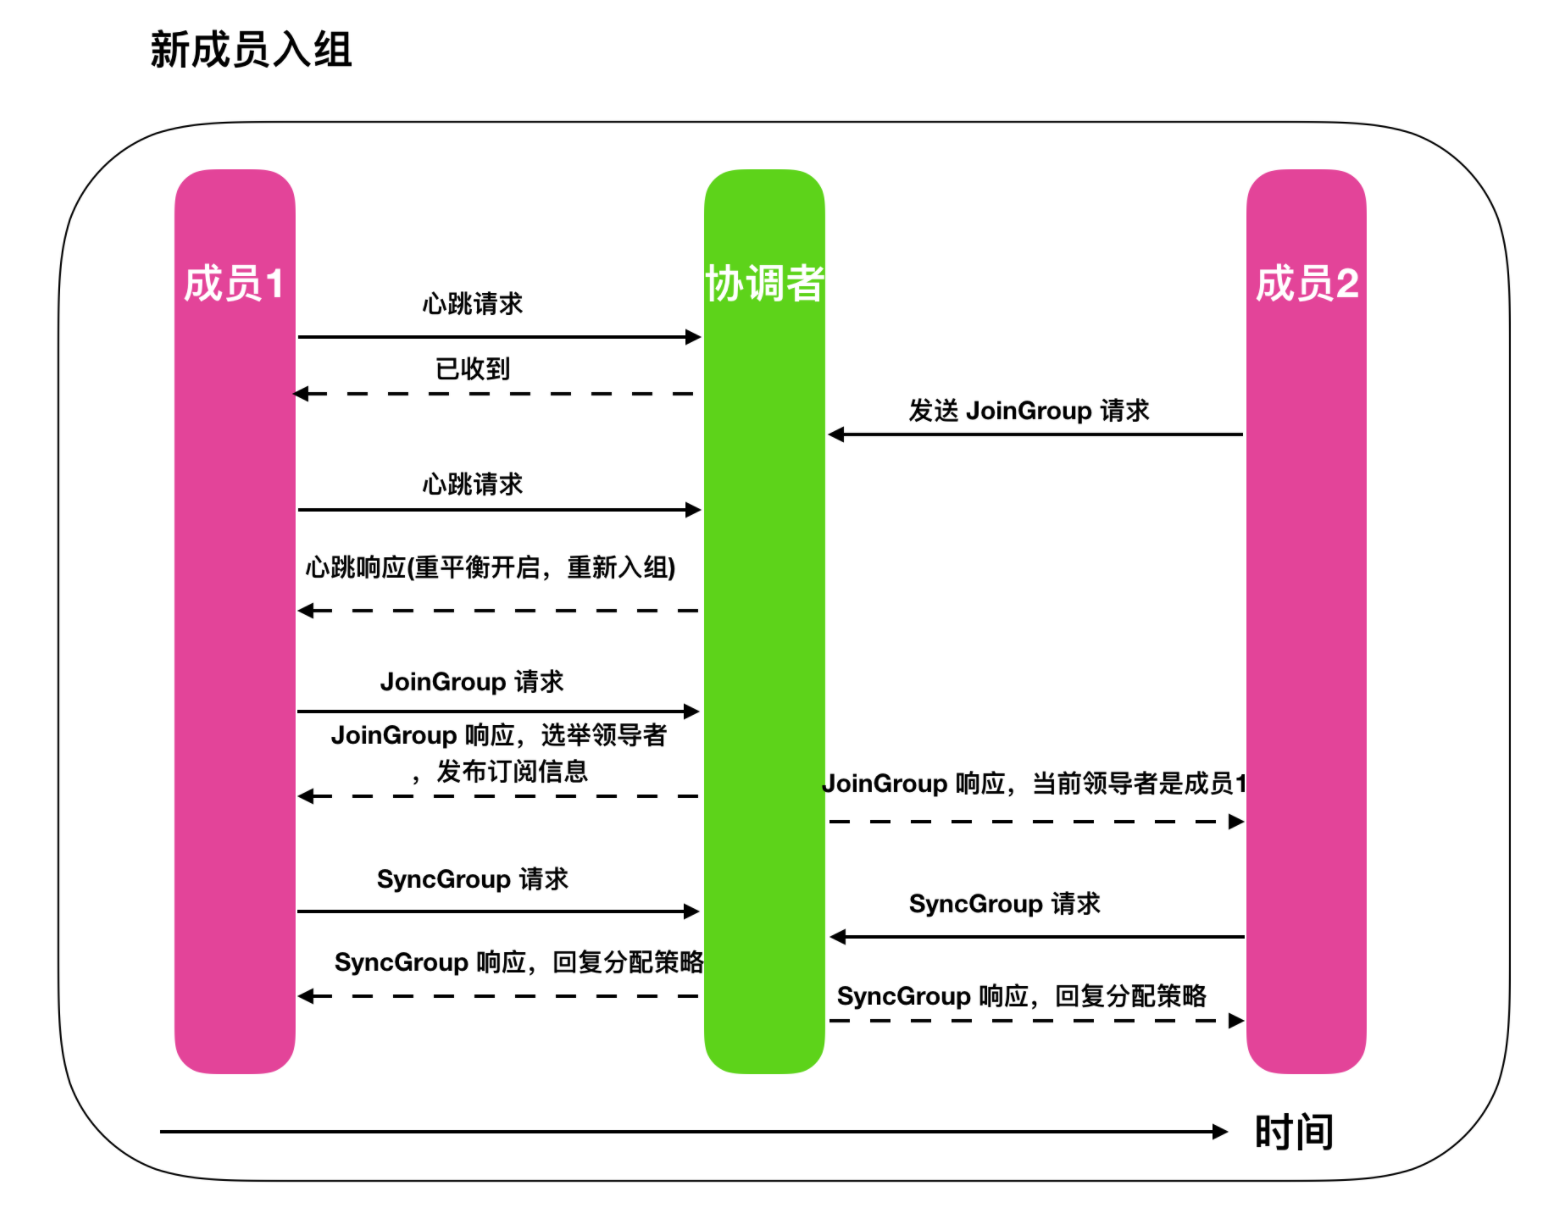 新成员入组
成员1
协调者
成员2
心跳请求
已收到
发送 JoinGroup 请求
心跳请求
心跳响应(重平衡开启，重新入组)
JoinGroup 请求
JoinGroup 响应，选举领导者
，发布订阅信息
JoinGroup 响应，当前领导者是成员1
SyncGroup 请求
SyncGroup 请求
SyncGroup 响应，回复分配策略
SyncGroup 响应，回复分配策略
时间